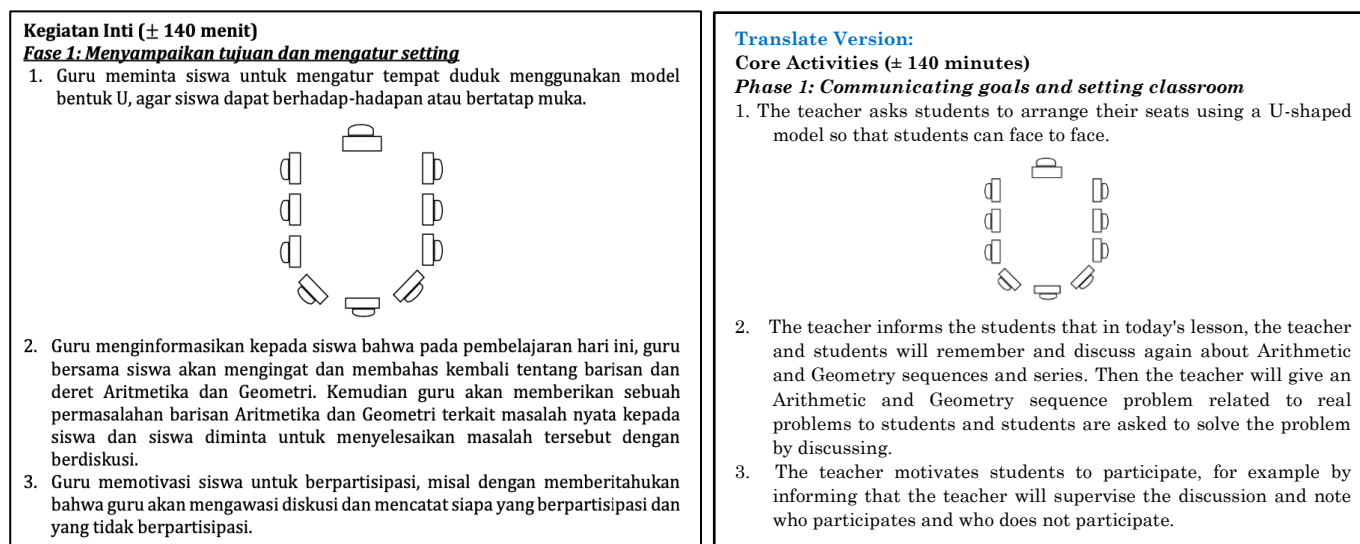 Kegiatan Inti (± 140 menit)
Fase 1: Menyampaikan tujuan dan mengatur setting
1. Guru meminta siswa untuk mengatur tempat duduk menggunakan model
bentuk U, agar siswa dapat berhadap-hadapan atau bertatap muka.
2. Guru menginformasikan kepada siswa bahwa pada pembelajaran hari ini, guru
bersama siswa akan mengingat dan membahas kembali tentang barisan dan
deret Aritmetika dan Geometri. Kemudian guru akan memberikan sebuah
permasalahan barisan Aritmetika dan Geometri terkait masalah nyata kepada
siswa dan siswa diminta untuk menyelesaikan masalah tersebut dengan
berdiskusi.
3. Guru memotivasi siswa untuk berpartisipasi, misal dengan memberitahukan
bahwa guru akan mengawasi diskusi dan mencatat siapa yang berpartisipasi dan
yang tidak berpartisipasi.
Translate Version:
Core Activities (± 140 minutes)
Phase 1: Communicating goals and setting classroom
1. The teacher asks students to arrange their seats using a U-shaped
model so that students can face to face.
2. The teacher informs the students that in today's lesson, the teacher
and students will remember and discuss again about Arithmetic
and Geometry sequences and series. Then the teacher will give an
Arithmetic and Geometry sequence problem related to real
problems to students and students are asked to solve the problem
by discussing.
3. The teacher motivates students to participate, for example by
informing that the teacher will supervise the discussion and note
who participates and who does not participate.